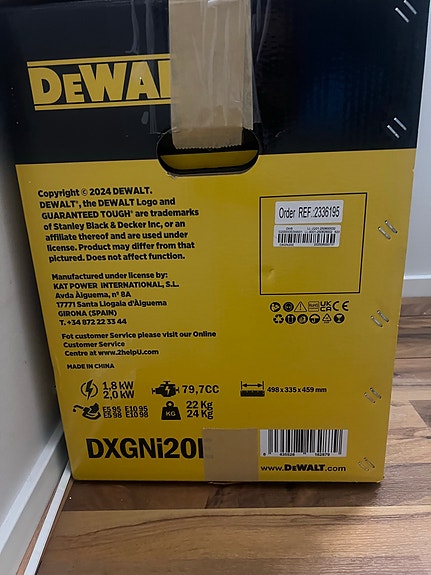 DEWALT
Copyright © 2024 DEWALT.
DEWALT®, the DEWALT Logo and
GUARANTEED TOUGH® are trademarks
of Stanley Black & Decker Inc., or an
affiliate thereof and are used under
license. Product may differ from that
pictured. Does not affect function.
Order REF.:2336195
Manufactured under license by:
KAT POWER INTERNATIONAL, S.L.
Avda Àiguema, nº 8A
17771 Santa Llogaia d'Àiguema
GIRONA (SPAIN)
T.+34 872 22 33 44
Fot customer Service please visit our Online
Customer Service
Centre at www.2helpU.com
MADE IN CHINA
1,8 kW
2,0 kW
79,7CC
498 x 335 x 459 mm
E5 95 E10 95
E5 98 E10 98
KG
22 Kg
24 Kg
DXGNi20
www.DEWALT.com